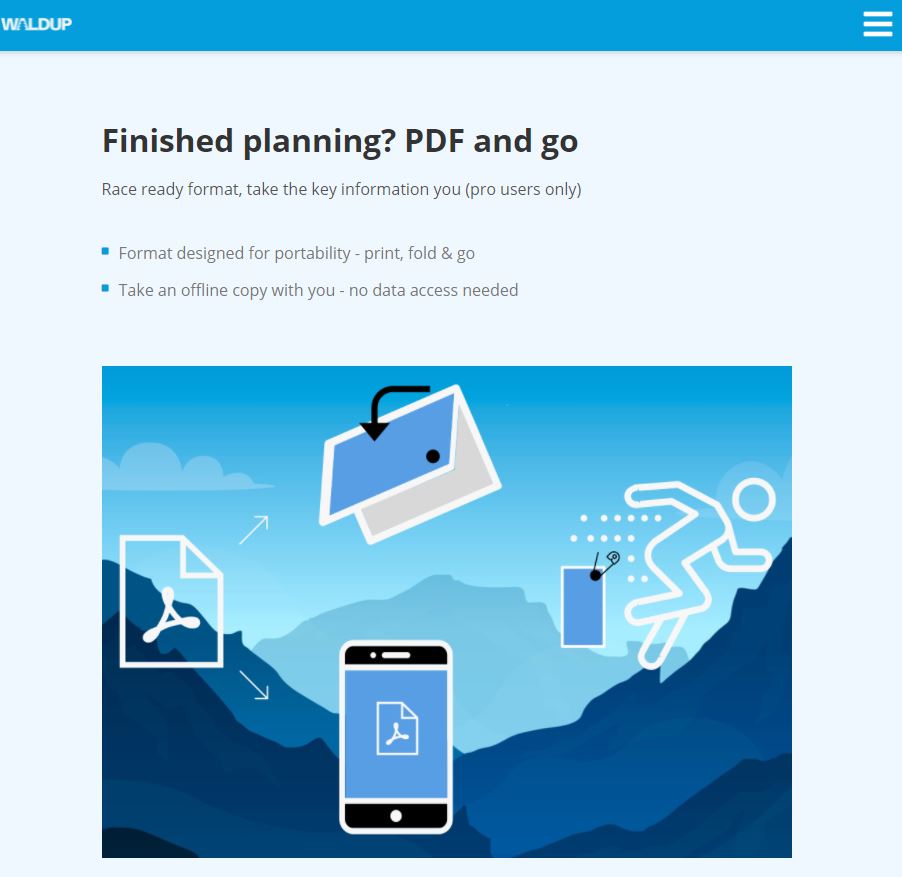 WALDUP
Finished planning? PDF and go
Race ready format, take the key information you (pro users only)
Format designed for portability - print, fold & go
Take an offline copy with you - no data access needed